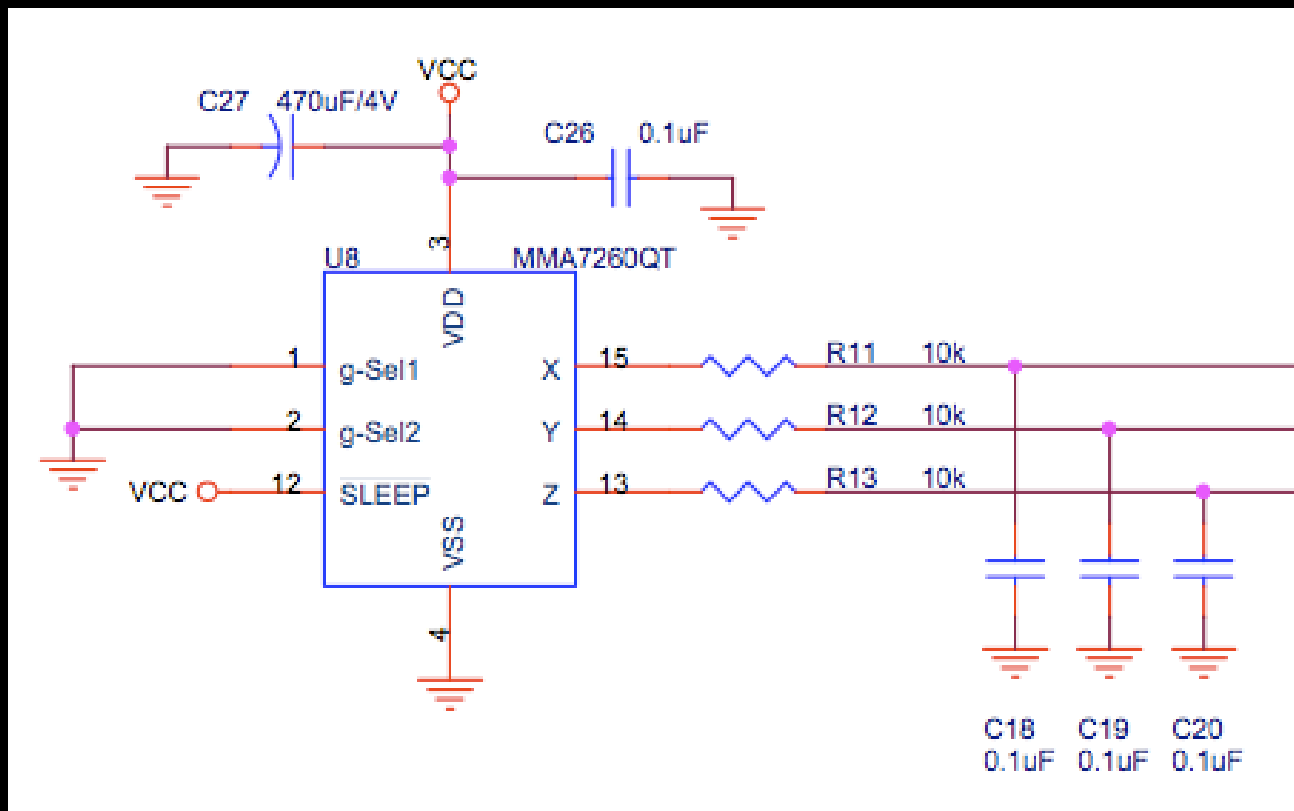 VCC
C27 470uF/4V
C26 0.1uF
3
U8 MMA7260QT
VDD
1 g-Sel1 X 15 R11 10k
2 g-Sel2 Y 14 R12 10k
VCC 12 SLEEP Z 13 R13 10k
VSS
4
C18 C19 C20
0.1uF 0.1uF 0.1uF